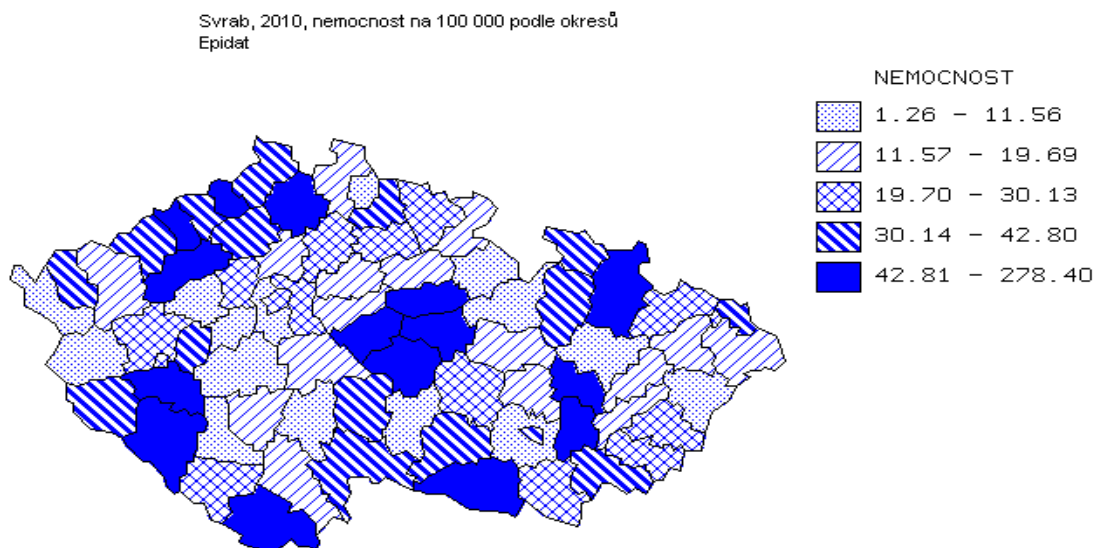 Svrab, 2010, nemocnost na 100 000 podle okresů
Epidat
NEMOCNOST
1.26 – 11.56
11.57 – 19.69
19.70 – 30.13
30.14 – 42.80
42.81 – 278.40